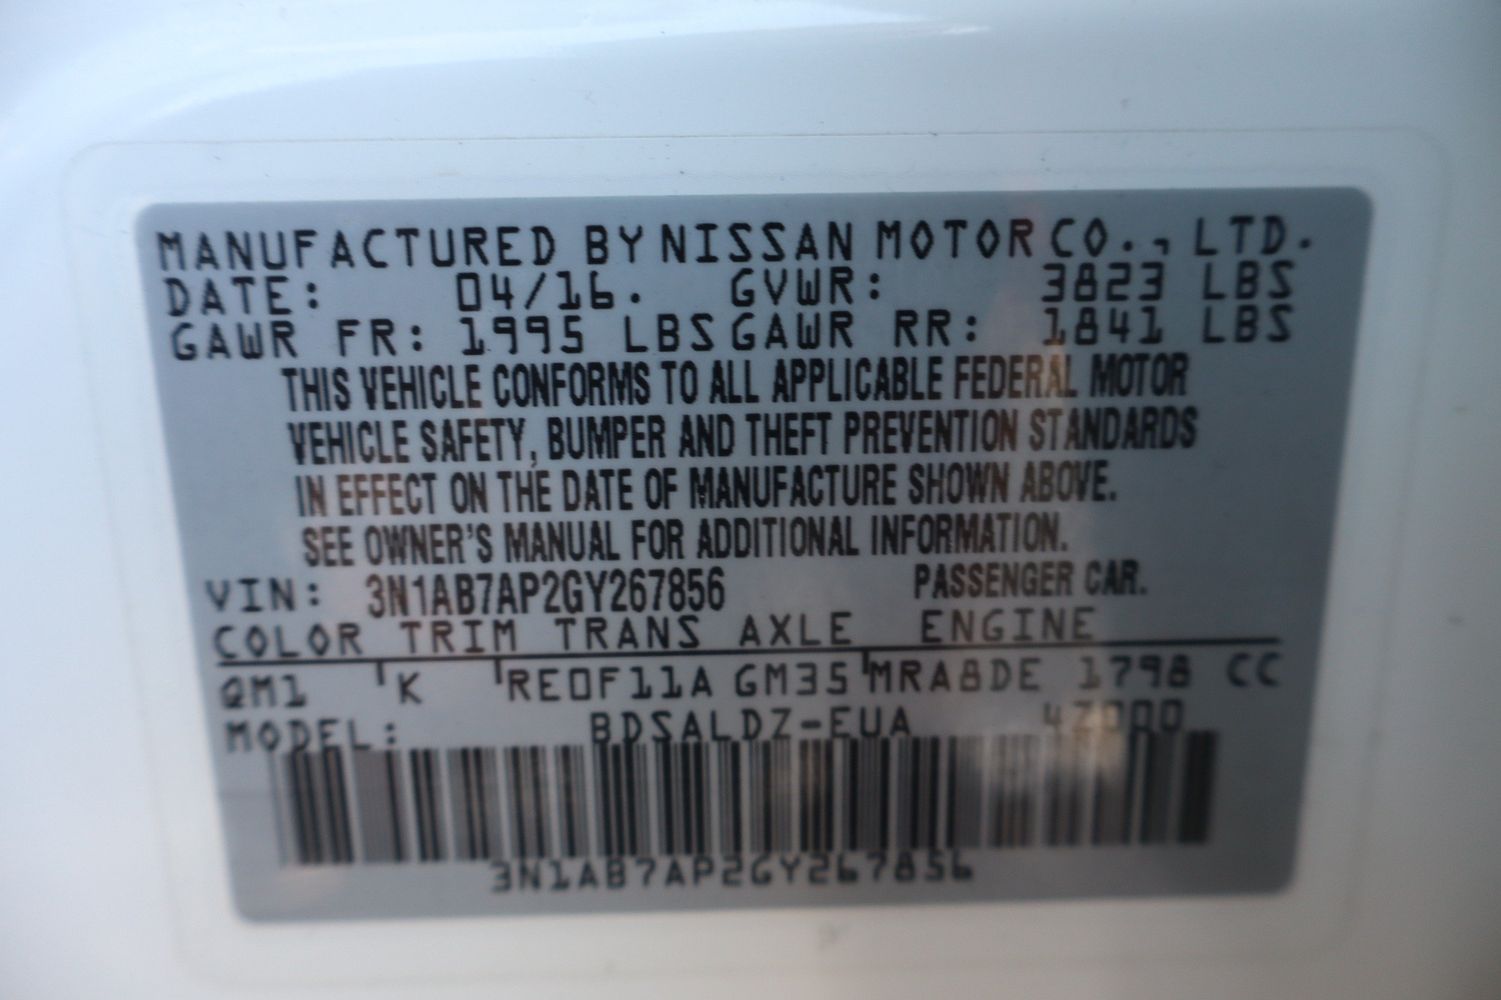 MANUFACTURED BY NISSAN MOTOR CO., LTD.
DATE: 04/16. GVWR: 3823 LBS
GAWR FR: 1995 LBS GAWR RR: 1841 LBS
THIS VEHICLE CONFORMS TO ALL APPLICABLE FEDERAL MOTOR
VEHICLE SAFETY, BUMPER AND THEFT PREVENTION STANDARDS
IN EFFECT ON THE DATE OF MANUFACTURE SHOWN ABOVE.
SEE OWNER'S MANUAL FOR ADDITIONAL INFORMATION.
VIN: 3N1AB7AP2GY267856 PASSENGER CAR.
COLOR TRIM TRANS AXLE ENGINE
QM1 K RE0F11A GM35 MRA8DE 1798 CC
MODEL: BDSALDZ-EUA 4Z000
3N1AB7AP2GY267856